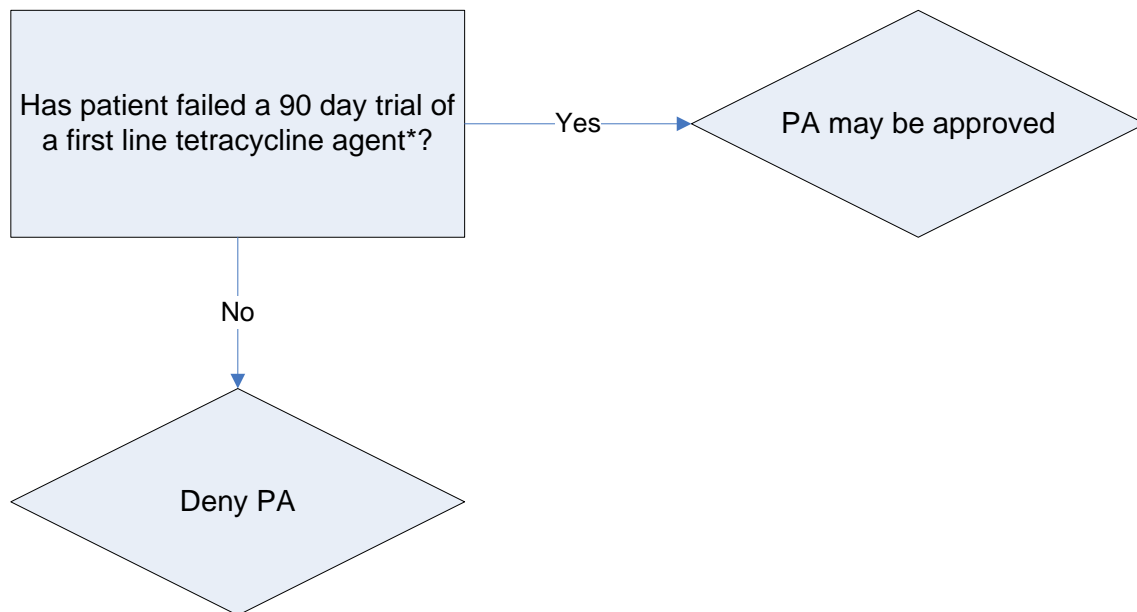 Has patient failed a 90 day trial of
a first line tetracycline agent*?
Yes
PA may be approved
No
Deny PA